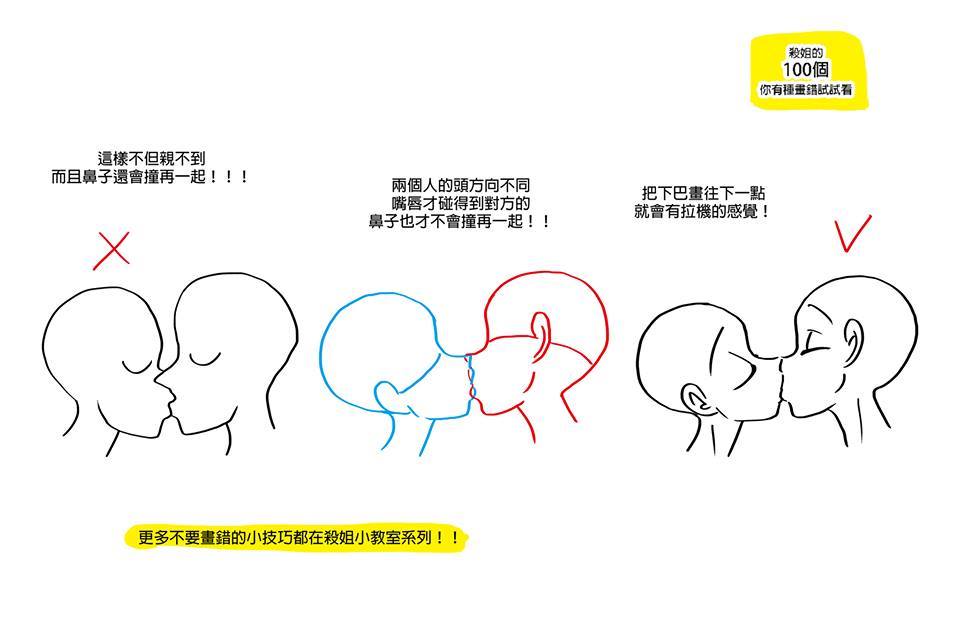 殺姐的
100個
你有種畫錯試試看
這樣不但親不到
而且鼻子還會撞再一起！！！
兩個人的頭方向不同
嘴唇才碰得到對方的
鼻子也才不會撞再一起！！
把下巴畫往下一點
就會有拉機的感覺！
更多不要畫錯的小技巧都在殺姐小教室系列！！